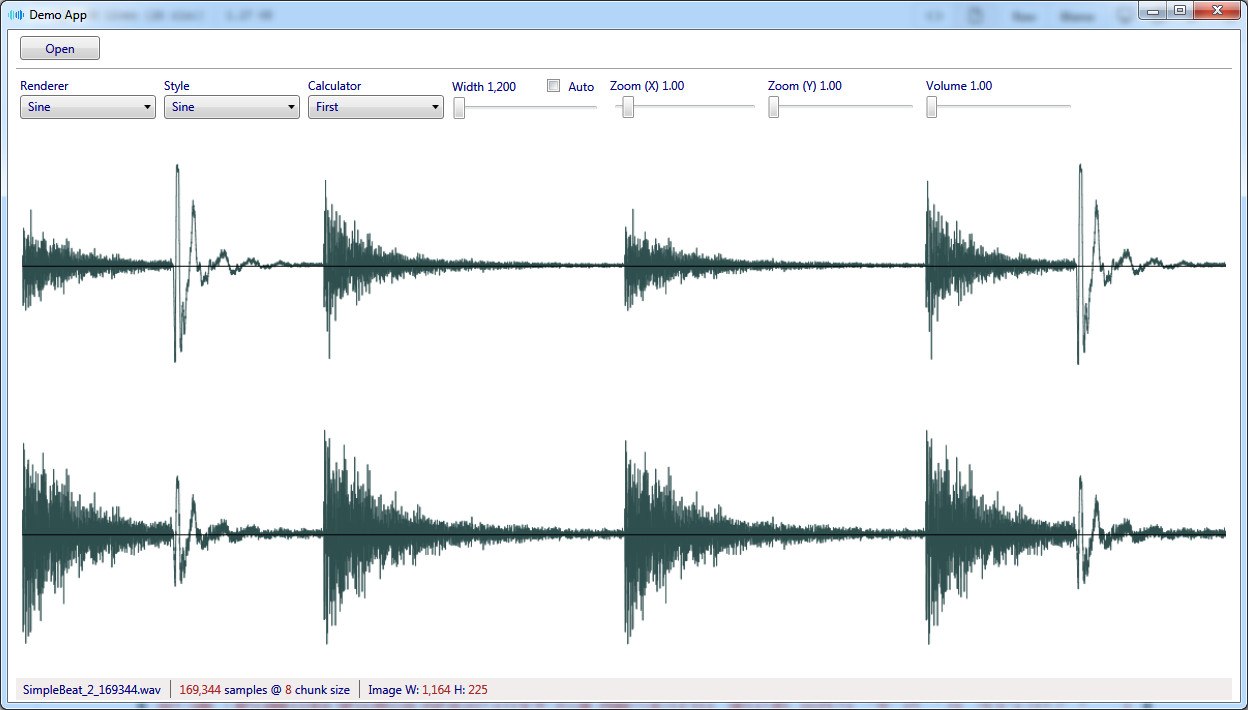 Demo App
Open
Renderer Style Calculator Width 1,200 Auto Zoom (X) 1.00 Zoom (Y) 1.00 Volume 1.00
Sine Sine First
SimpleBeat_2_169344.wav 169,344 samples @ 8 chunk size Image W: 1,164 H: 225